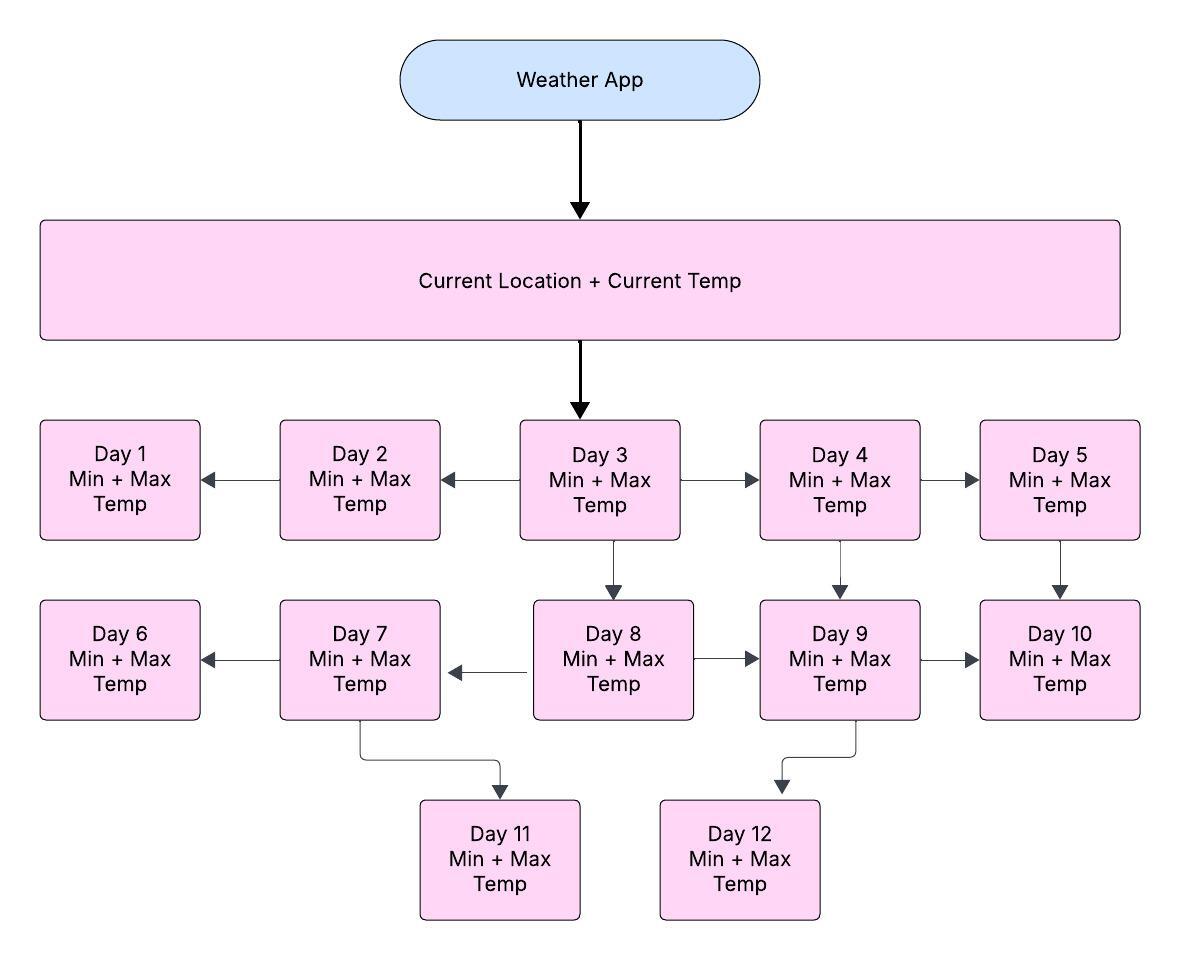 Weather App
Current Location + Current Temp
Day 1
Min + Max
Temp
Day 2
Min + Max
Temp
Day 3
Min + Max
Temp
Day 4
Min + Max
Temp
Day 5
Min + Max
Temp
Day 6
Min + Max
Temp
Day 7
Min + Max
Temp
Day 8
Min + Max
Temp
Day 9
Min + Max
Temp
Day 10
Min + Max
Temp
Day 11
Min + Max
Temp
Day 12
Min + Max
Temp